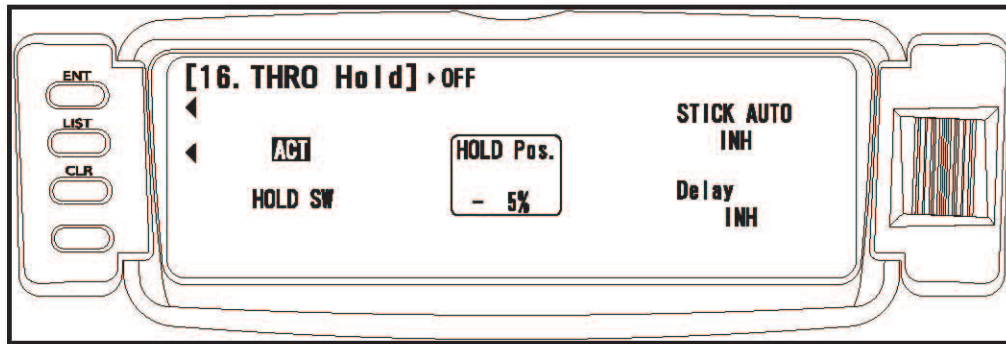 ENT
LIST
CLR
[16. THRO Hold] ▸OFF
ACT
HOLD SW
HOLD Pos.
- 5%
STICK AUTO
INH
Delay
INH